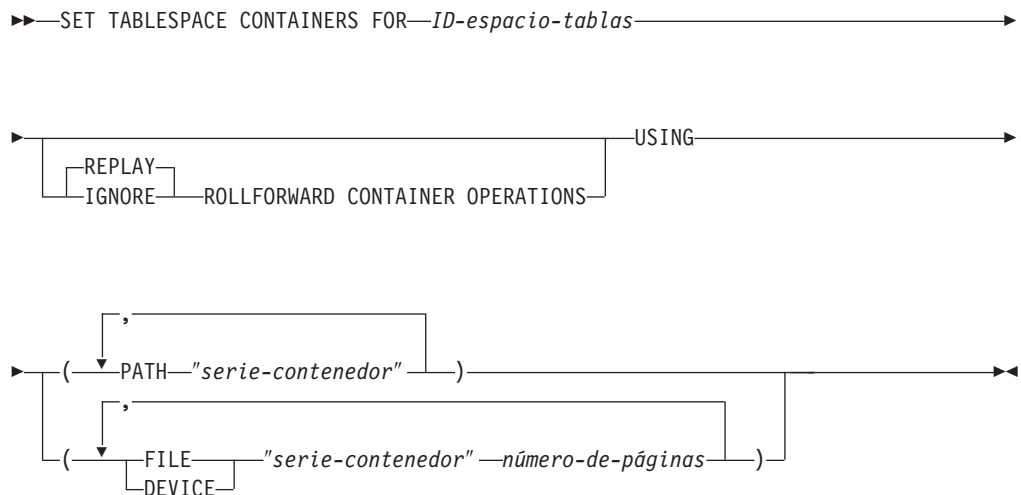 SET TABLESPACE CONTAINERS FOR ID-espacio-tablas
USING
REPLAY
IGNORE ROLLFORWARD CONTAINER OPERATIONS
,
( PATH "serie-contenedor" )
,
( FILE "serie-contenedor" número-de-páginas )
DEVICE